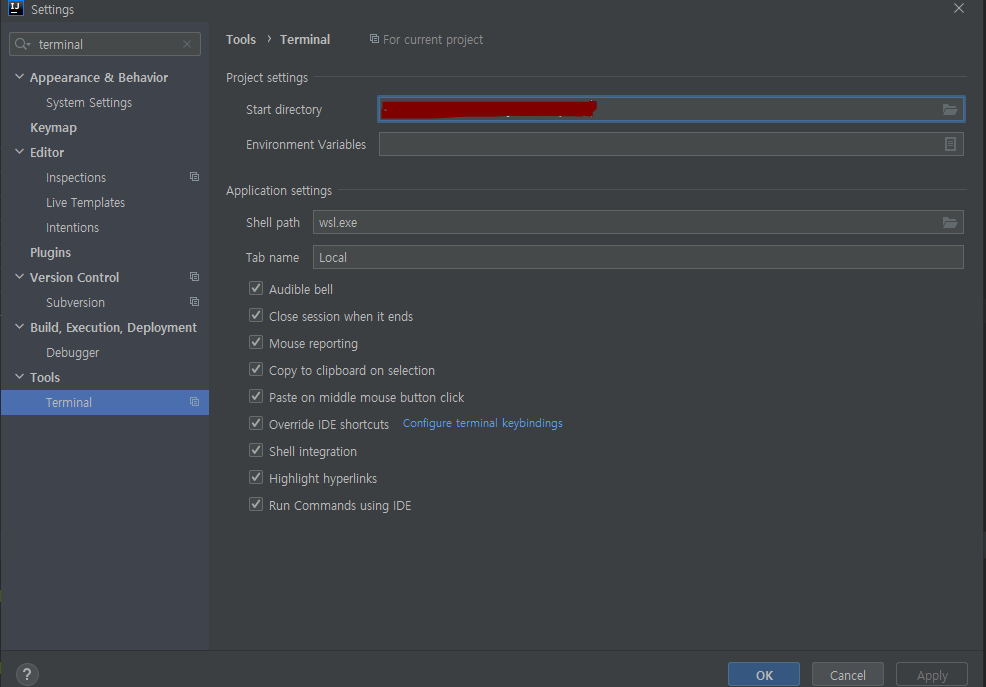 IJ Settings
terminal
Tools › Terminal For current project
Appearance & Behavior
Project settings
System Settings
Start directory
Keymap
Editor
Environment Variables
Inspections
Application settings
Live Templates
Shell path wsl.exe
Intentions
Plugins
Tab name Local
Version Control
Audible bell
Subversion
Close session when it ends
Build, Execution, Deployment
Mouse reporting
Debugger
Copy to clipboard on selection
Tools
Paste on middle mouse button click
Terminal
Override IDE shortcuts Configure terminal keybindings
Shell integration
Highlight hyperlinks
Run Commands using IDE
? OK Cancel Apply